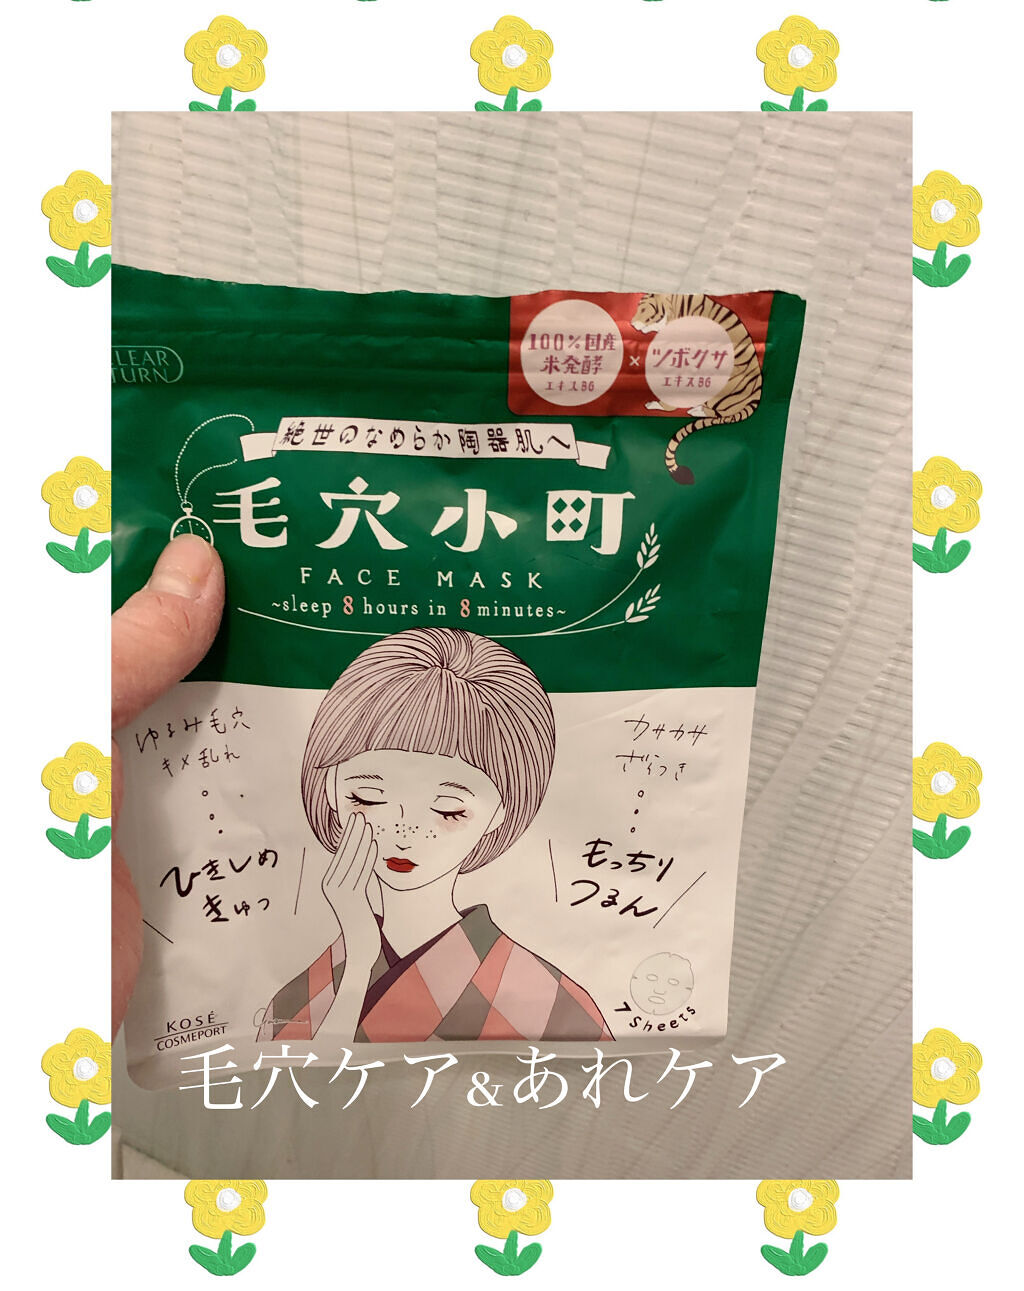 CLEAR
TURN
100%国産
米発酵
エキスBG
×
ツボクサ
エキスBG
CICA
絶世のなめらか陶器肌へ
毛穴小町
FACE MASK
~sleep 8 hours in 8 minutes~
ゆるみ毛穴
キメ乱れ
ひきしめ
きゅっ
カサカサ
ざらつき
もっちり
つるん
7 Sheets
KOSÉ
COSMEPORT
毛穴ケア&あれケア